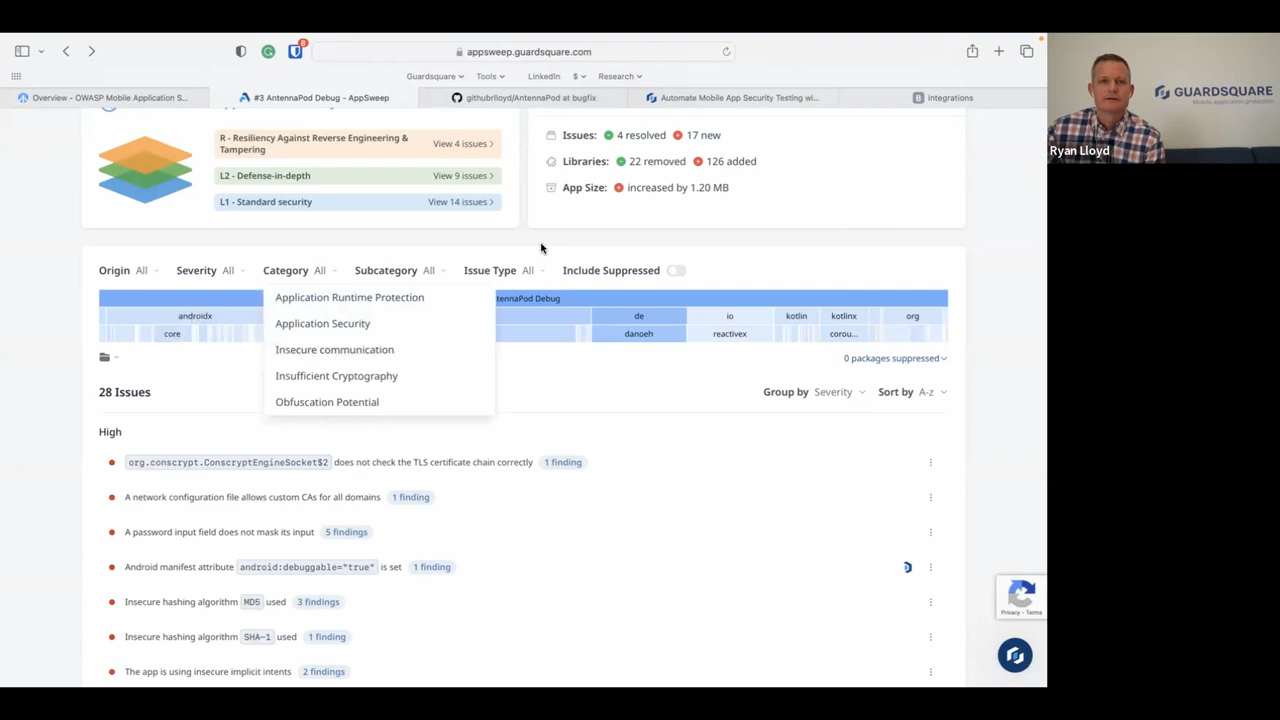 8
appsweep.guardsquare.com
Guardsquare Tools LinkedIn $ Research
Overview - OWASP Mobile Application S...
#3 AntennaPod Debug - AppSweep
githubrlloyd/AntennaPod at bugfix
Automate Mobile App Security Testing wi...
Integrations
R - Resiliency Against Reverse Engineering &
Tampering
View 4 issues
L2 - Defense-in-depth View 9 issues
L1 - Standard security View 14 issues
Issues: 4 resolved 17 new
Libraries: 22 removed 126 added
App Size: increased by 1.20 MB
Origin All Severity All Category All Subcategory All Issue Type All Include Suppressed
tennaPod Debug
androidx de io kotlin kotlinx org
core danoeh reactivex corou...
Application Runtime Protection
Application Security
Insecure communication
Insufficient Cryptography
Obfuscation Potential
0 packages suppressed
28 Issues Group by Severity Sort by A-z
High
org.conscrypt.ConscryptEngineSocket$2 does not check the TLS certificate chain correctly 1 finding
A network configuration file allows custom CAs for all domains 1 finding
A password input field does not mask its input 5 findings
Android manifest attribute android:debuggable="true" is set 1 finding
Insecure hashing algorithm MD5 used 3 findings
Insecure hashing algorithm SHA-1 used 1 finding
The app is using insecure implicit intents 2 findings
Privacy - Terms
GUARDSQUARE
Mobile application protection
Ryan Lloyd